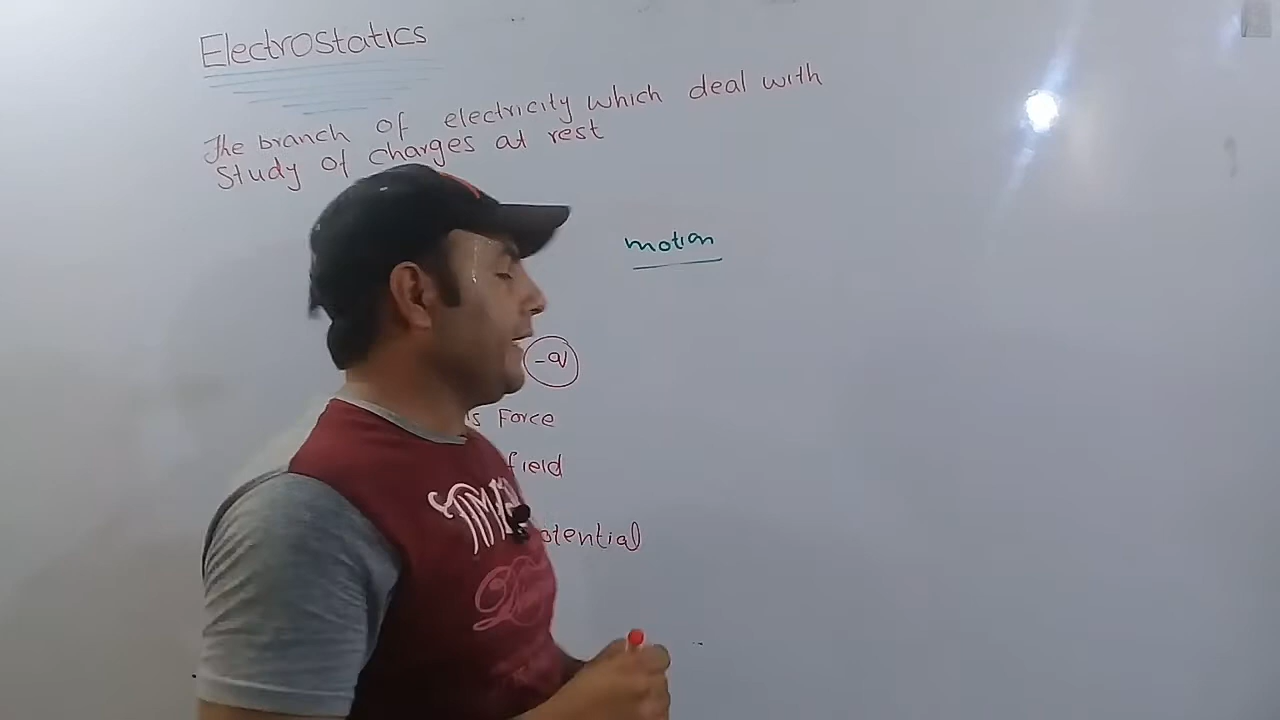 Electrostatics
The branch of electricity which deal with
Study of charges at rest
motion
-q
s Force
field
otential